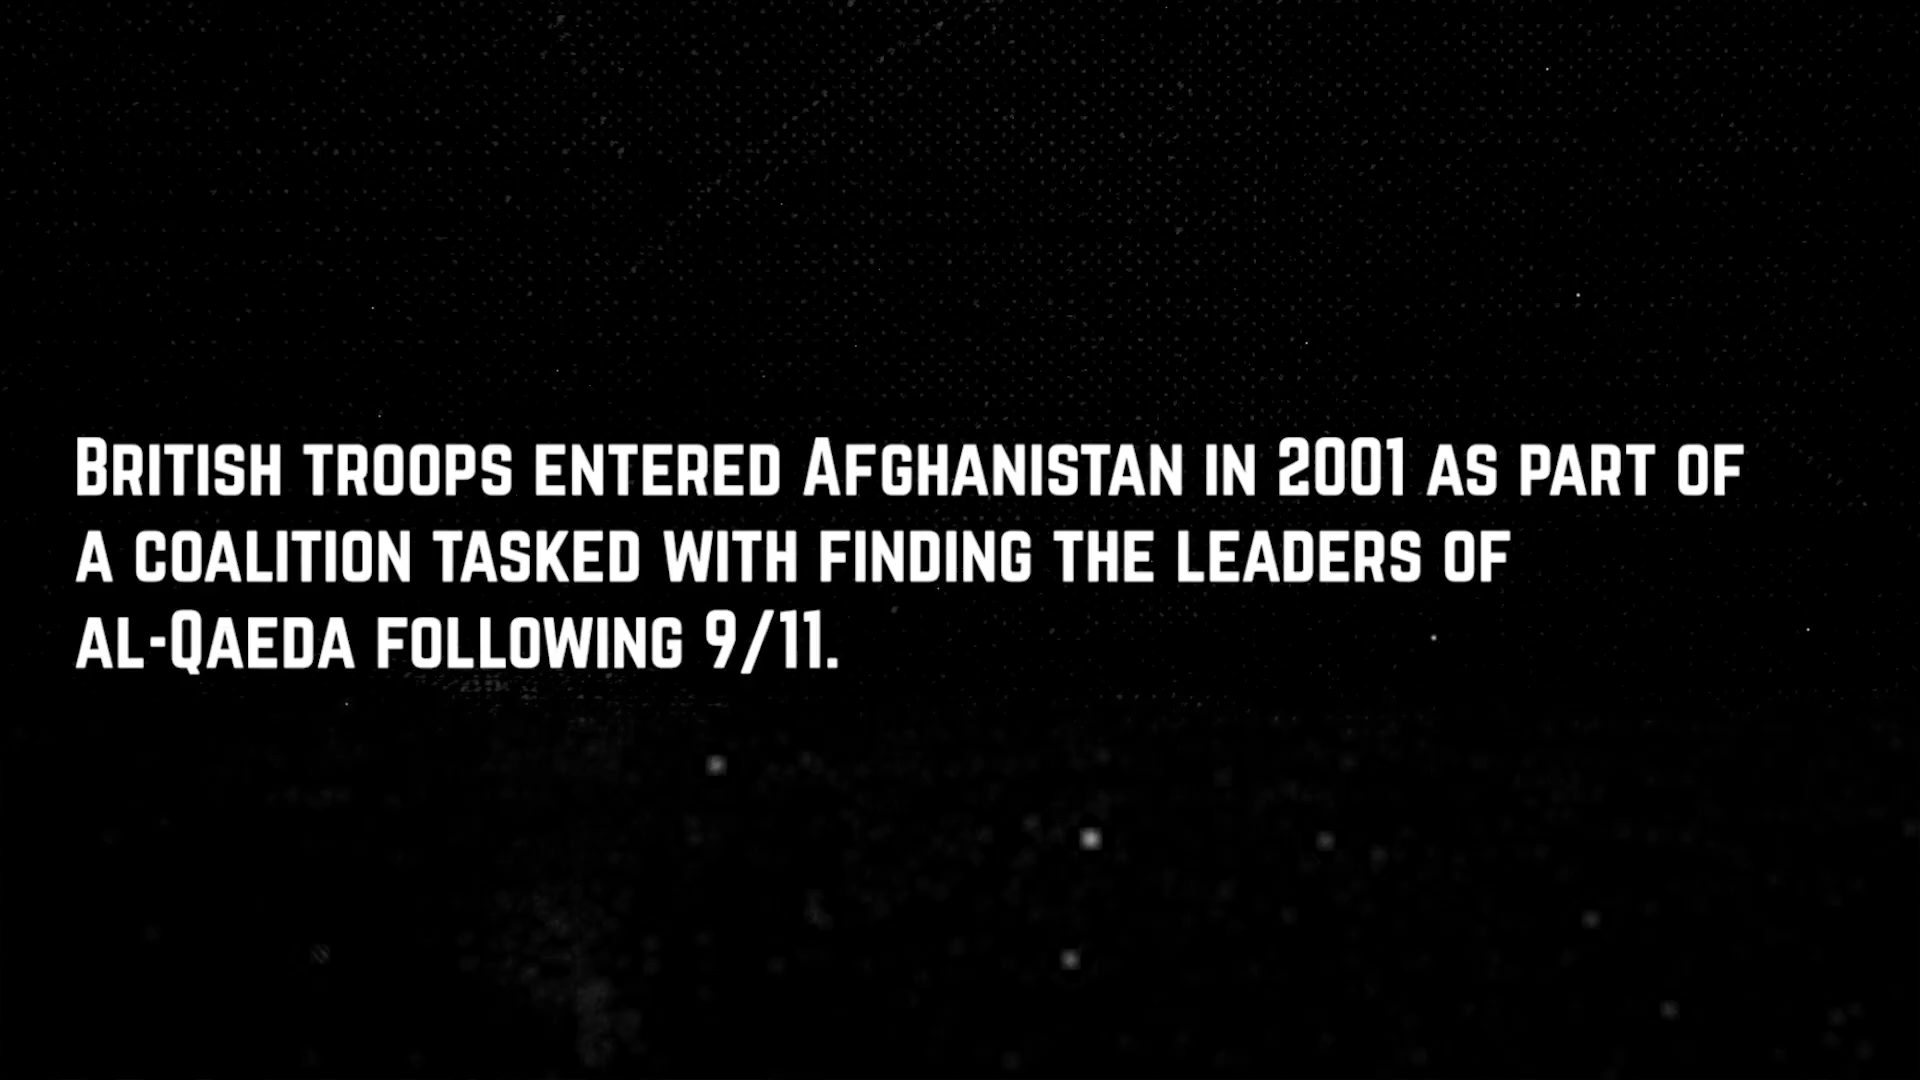 British troops entered Afghanistan in 2001 as part of
a coalition tasked with finding the leaders of
al-Qaeda following 9/11.